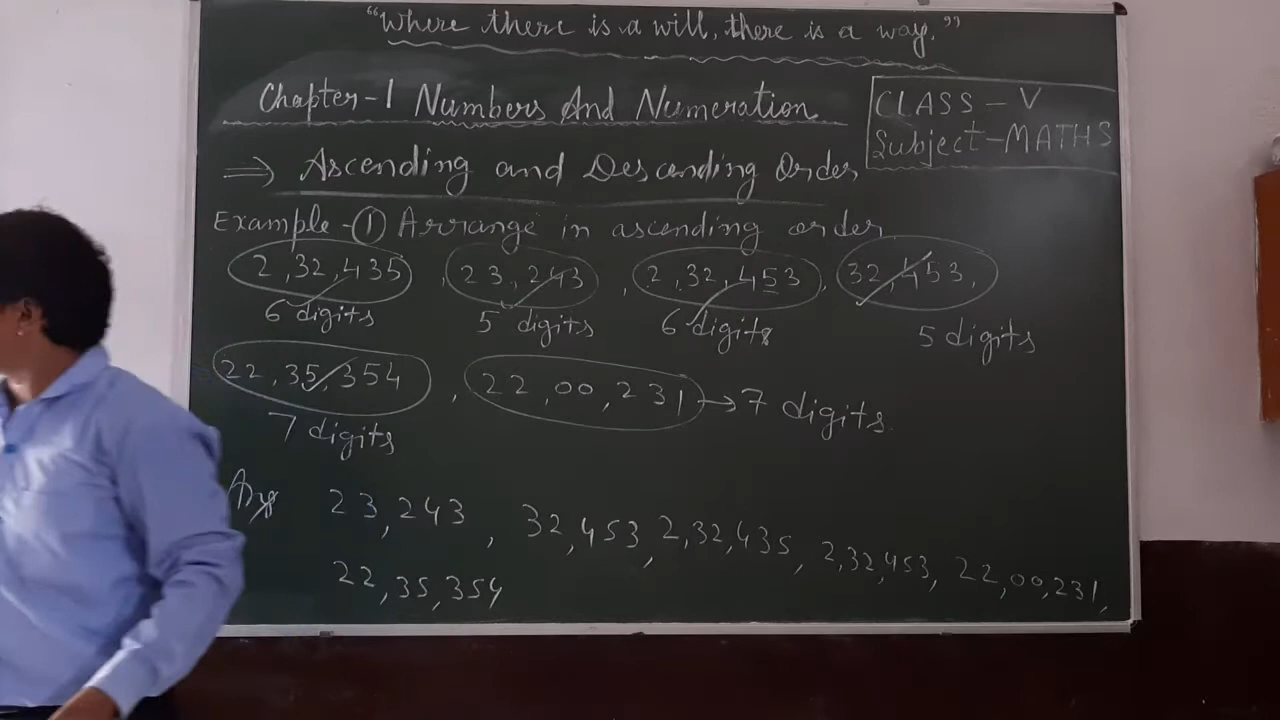 “Where there is a will, there is a way.”
Chapter-1 Numbers And Numeration
CLASS - V
Subject-MATHS
⇒ Ascending and Descending Order
Example-① Arrange in ascending order
2,32,435, 23,243, 2,32,453, 32,453,
6 digits 5 digits 6 digits 5 digits
22,35,354, 22,00,231→7 digits
7 digits
Ans 23,243, 32,453, 2,32,435, 2,32,453, 22,00,231,
22,35,354